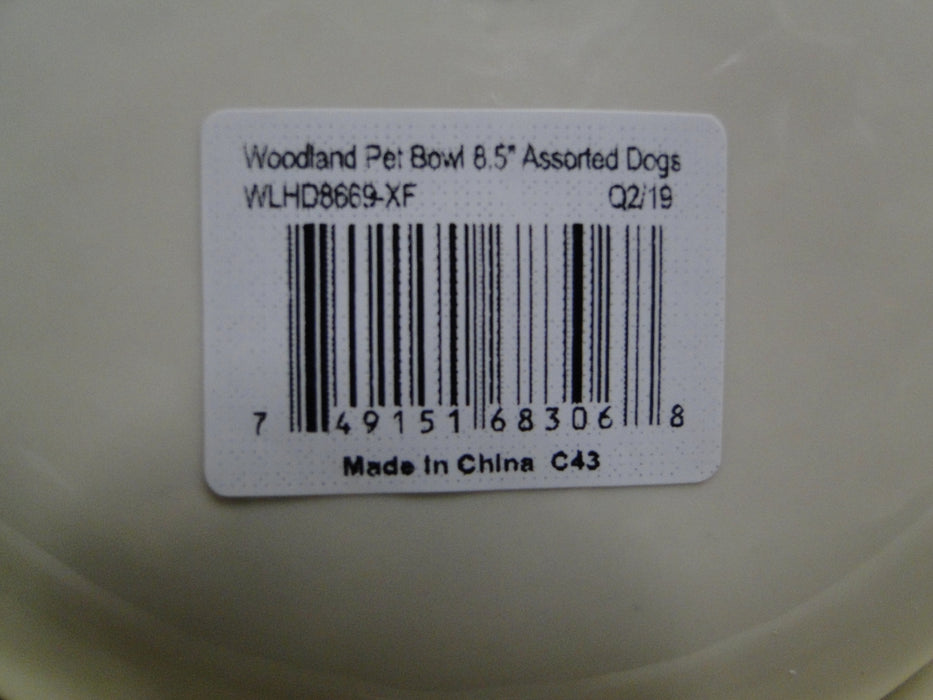 Woodland Pet Bowl 8.5" Assorted Dogs
WLHD8669-XF Q2/19
7 49151 68306 8
Made in China C43